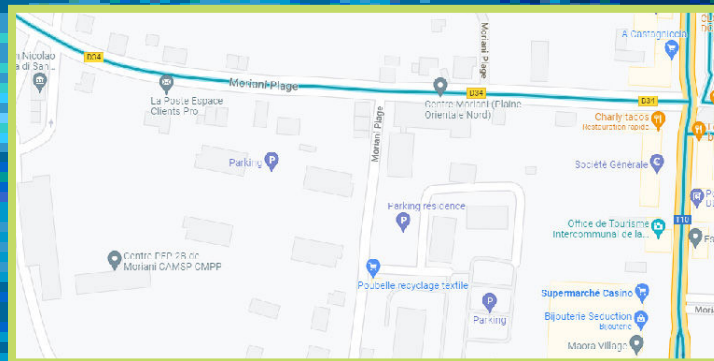 A Castagniccia
n Nicolao
a di San...
D34
Moriani Plage
La Poste Espace
Clients Pro
Moriani Plage
D34
Centre Moriani (Plaine
Orientale Nord)
D34
Charly tacos
Restauration rapide
Moriani Plage
Parking
Société Générale
Parking résidence
Office de Tourisme
Intercommunal de la...
T10
Centre PEP 2B de
Moriani CAMSP CMPP
Poubelle recyclage textile
Supermarché Casino
Parking
Bijouterie Seduction
Bijouterie
Maora Village
Mori